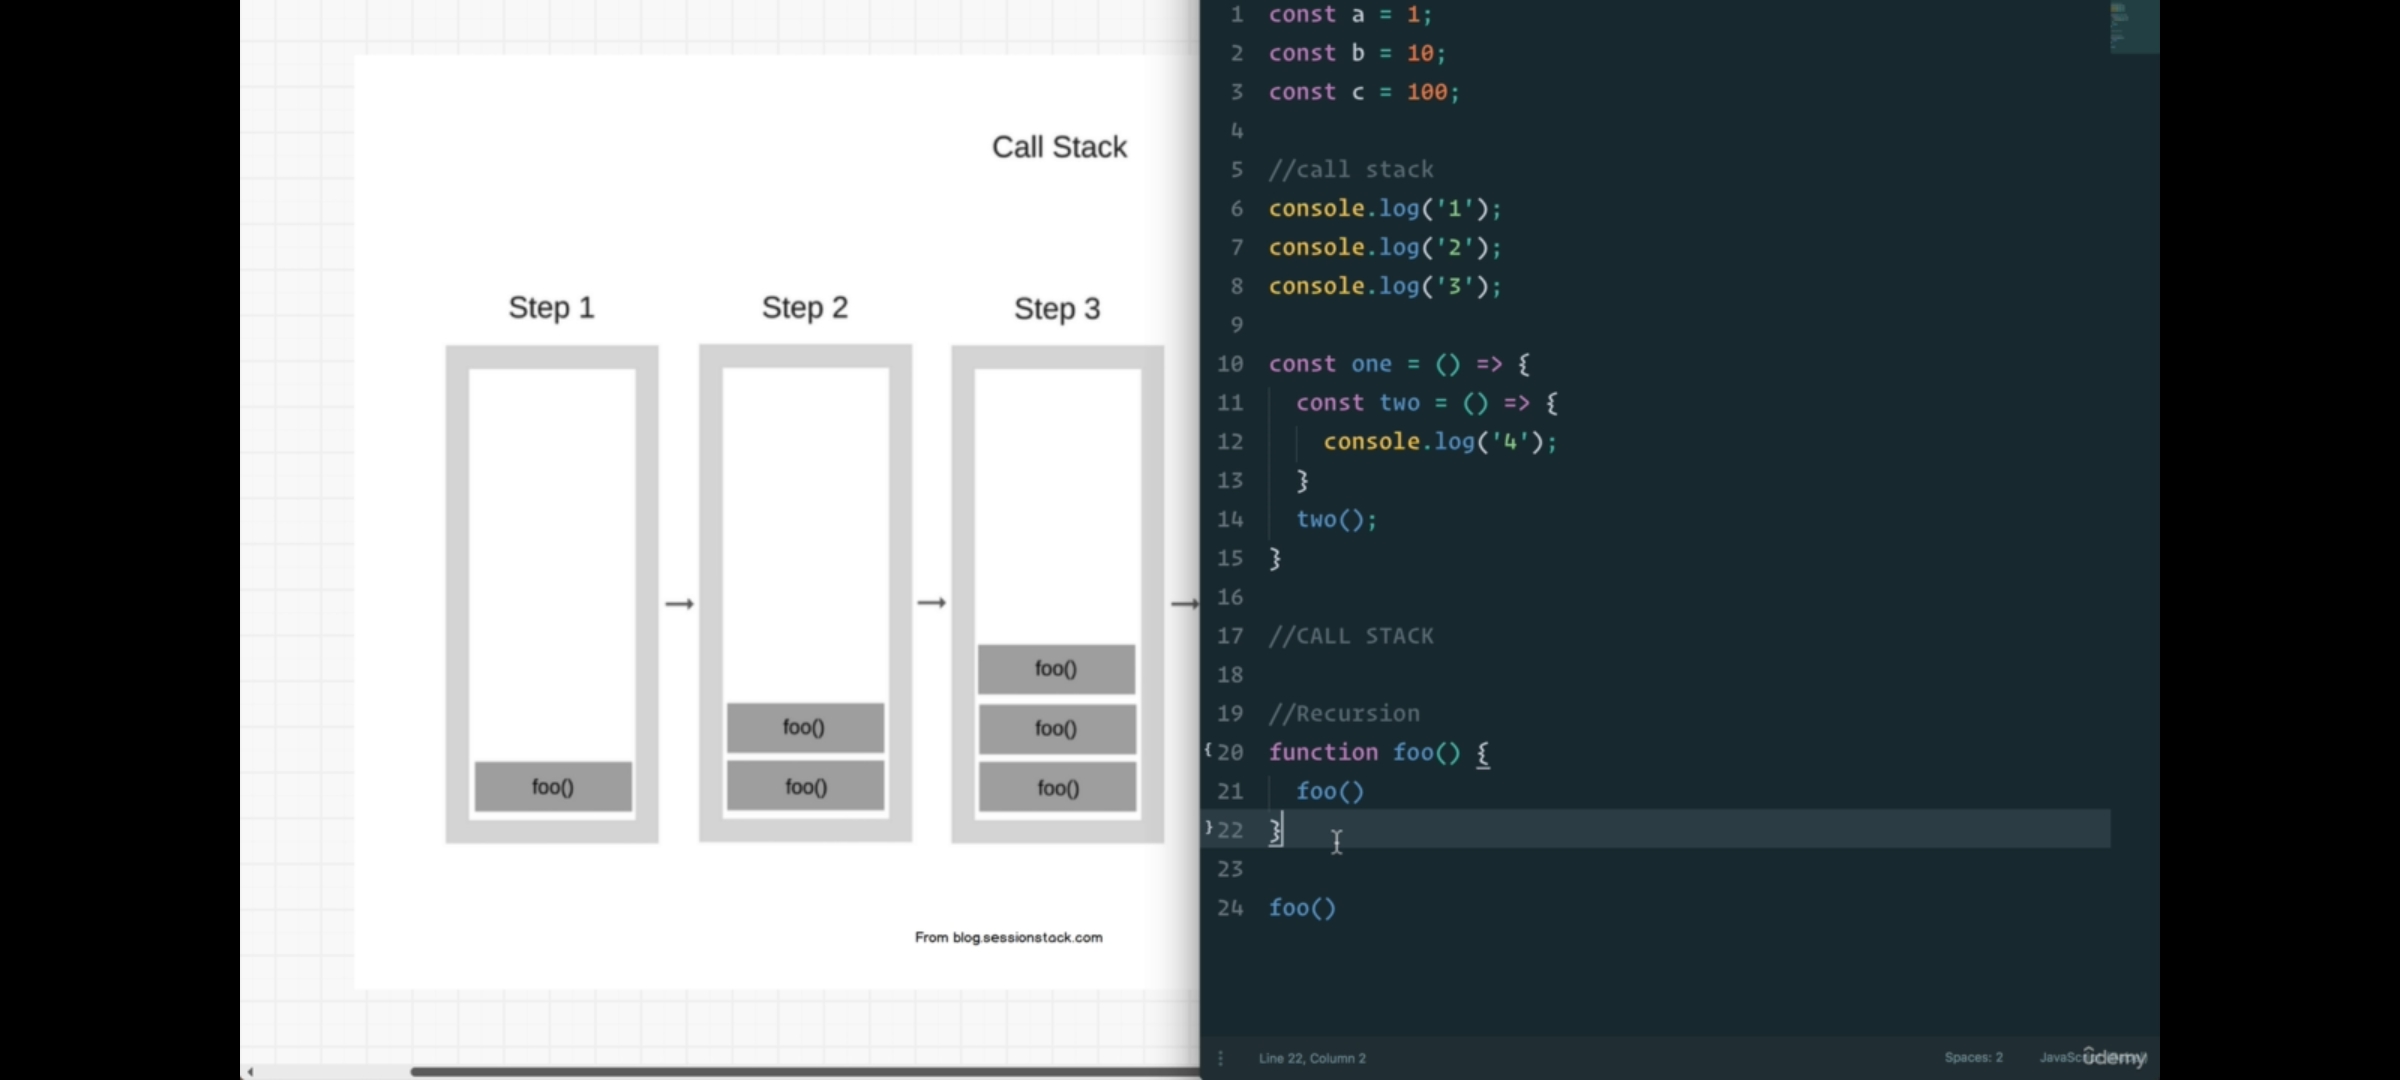 Call Stack
Step 1
Step 2
Step 3
foo()
foo()
foo()
foo()
foo()
foo()
From blog.sessionstack.com
1 const a = 1;
2 const b = 10;
3 const c = 100;
4
5 //call stack
6 console.log('1');
7 console.log('2');
8 console.log('3');
9
10 const one = () => {
11 const two = () => {
12 console.log('4');
13 }
14 two();
15 }
16
17 //CALL STACK
18
19 //Recursion
{ 20 function foo() {
21 foo()
} 22 }
23
24 foo()
Line 22, Column 2
Spaces: 2
udemy